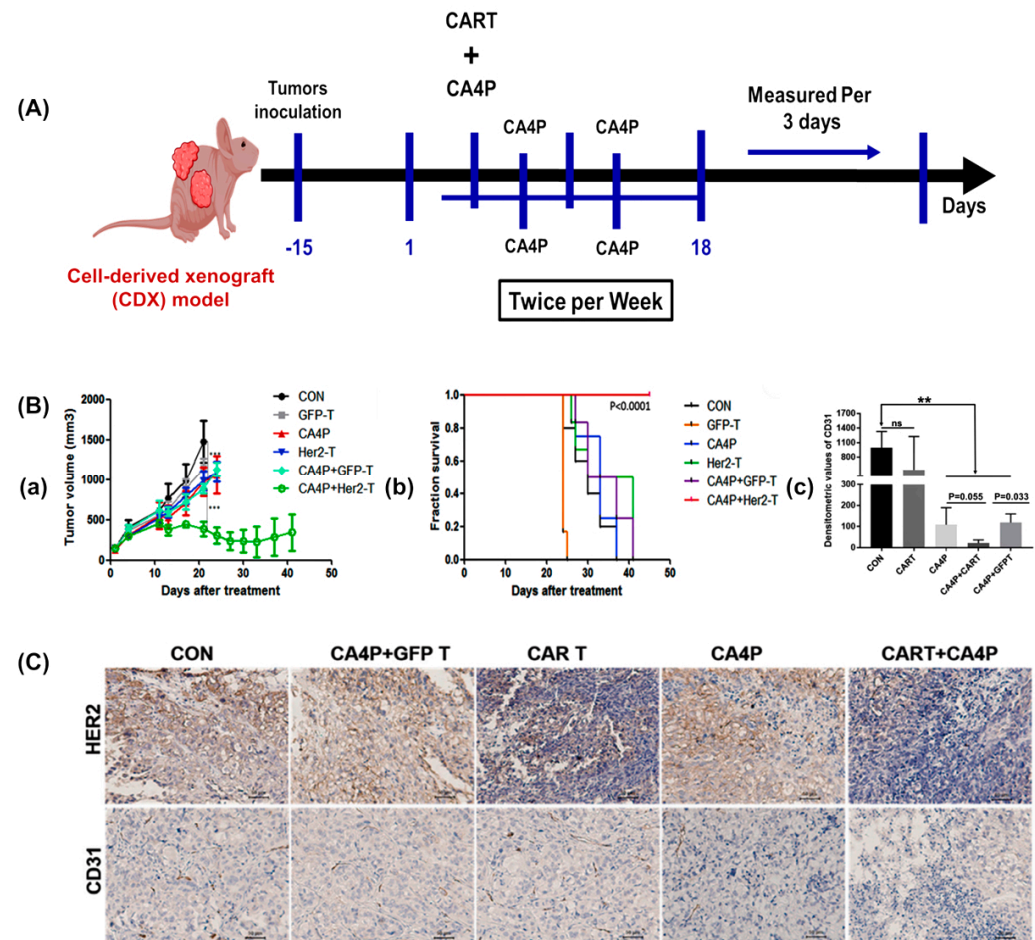 CART
+
CA4P
(A)
Tumors
inoculation
CA4P
CA4P
Measured Per
3 days
Days
-15
1
CA4P
CA4P
18
Cell-derived xenograft
(CDX) model
Twice per Week
(B)
(a)
Tumor volume (mm3)
2000
1500
1000
500
0
0 10 20 30 40 50
Days after treatment
CON
GFP-T
CA4P
Her2-T
CA4P+GFP-T
CA4P+Her2-T
***
***
(b)
Fraction survival
1.0
0.8
0.6
0.4
0.2
0.0
0 10 20 30 40 50
Days after treatment
P<0.0001
CON
GFP-T
CA4P
Her2-T
CA4P+GFP-T
CA4P+Her2-T
(c)
Densitometric values of CD31
1700
1400
1100
800
500
300
200
100
0
**
ns
P=0.055
P=0.033
CON
CART
CA4P
CA4P+CART
CA4P+GFPT
(C)
CON
CA4P+GFP T
CAR T
CA4P
CART+CA4P
HER2
CD31